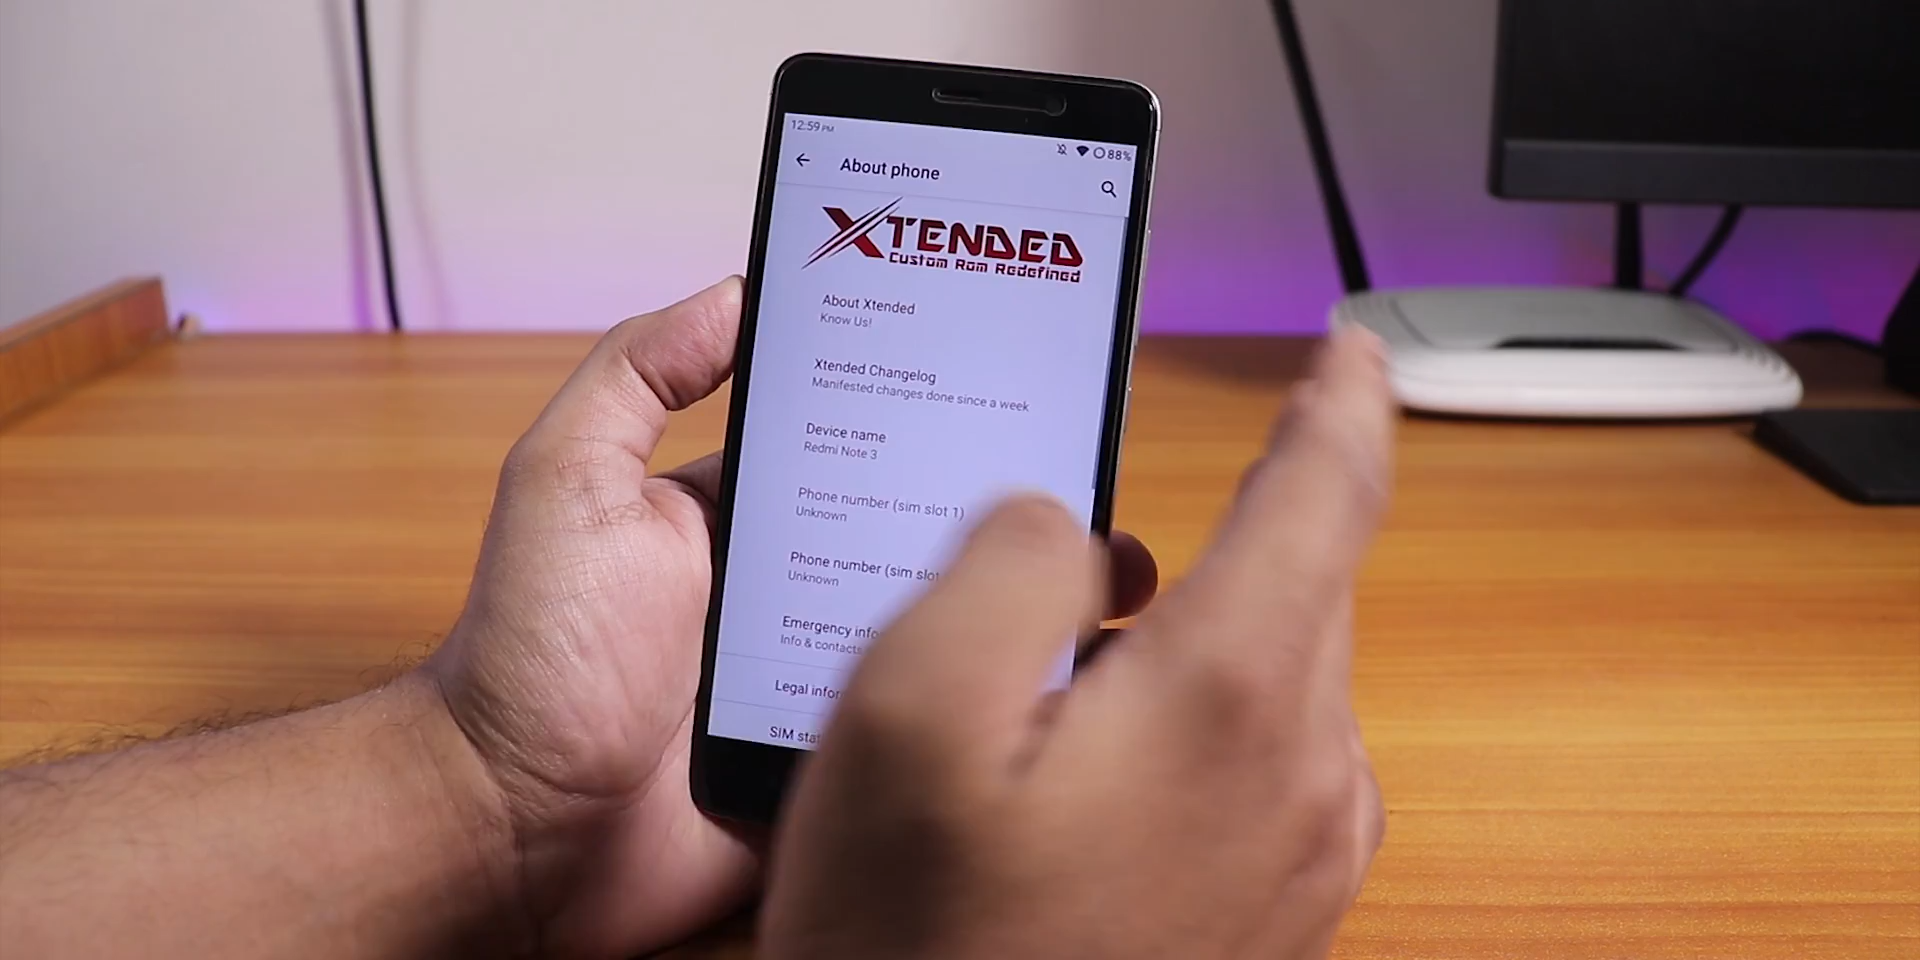 12:59 PM
88%
About phone
XTENDED
Custom Rom Redefined
About Xtended
Know Us!
Xtended Changelog
Manifested changes done since a week
Device name
Redmi Note 3
Phone number (sim slot 1)
Unknown
Phone number (sim slot
Unknown
Emergency info
Info & contacts
Legal infor
SIM stat